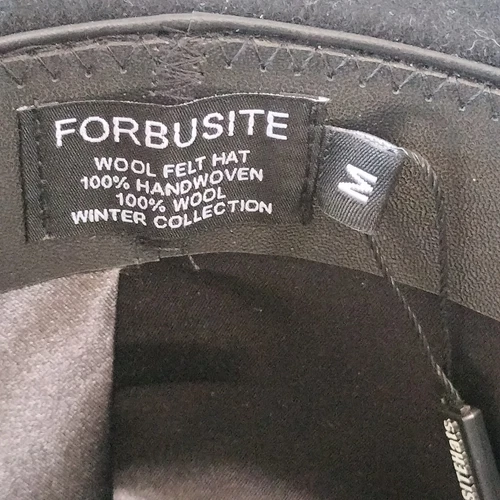 FORBUSITE
WOOL FELT HAT
100% HANDWOVEN
100% WOOL
WINTER COLLECTION
M